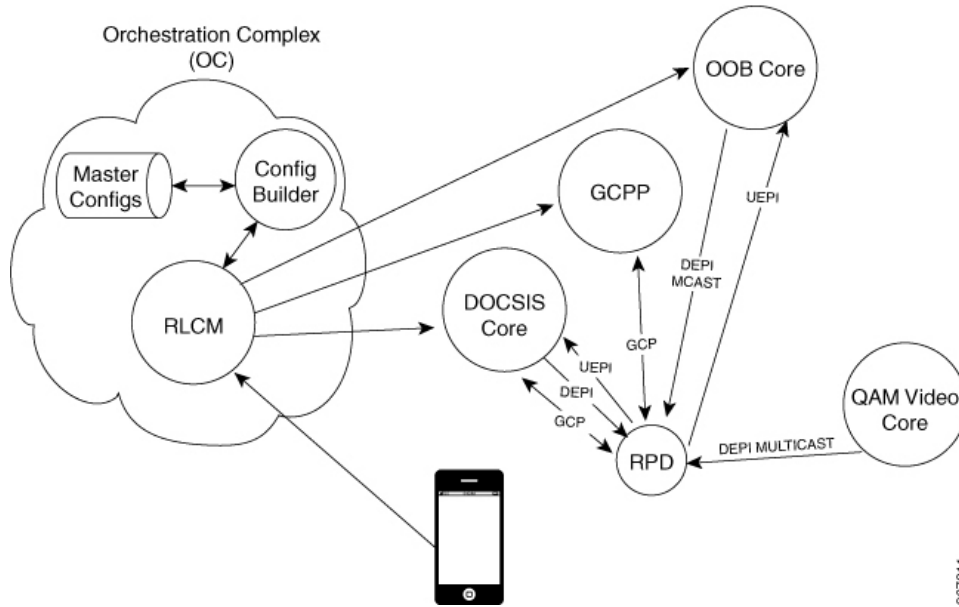 Orchestration Complex
(OC)
OOB Core
Master
Configs
Config
Builder
GCPP
UEPI
DEPI
MCAST
RLCM
DOCSIS
Core
GCP
UEPI
DEPI
GCP
QAM Video
Core
RPD
DEPI MULTICAST